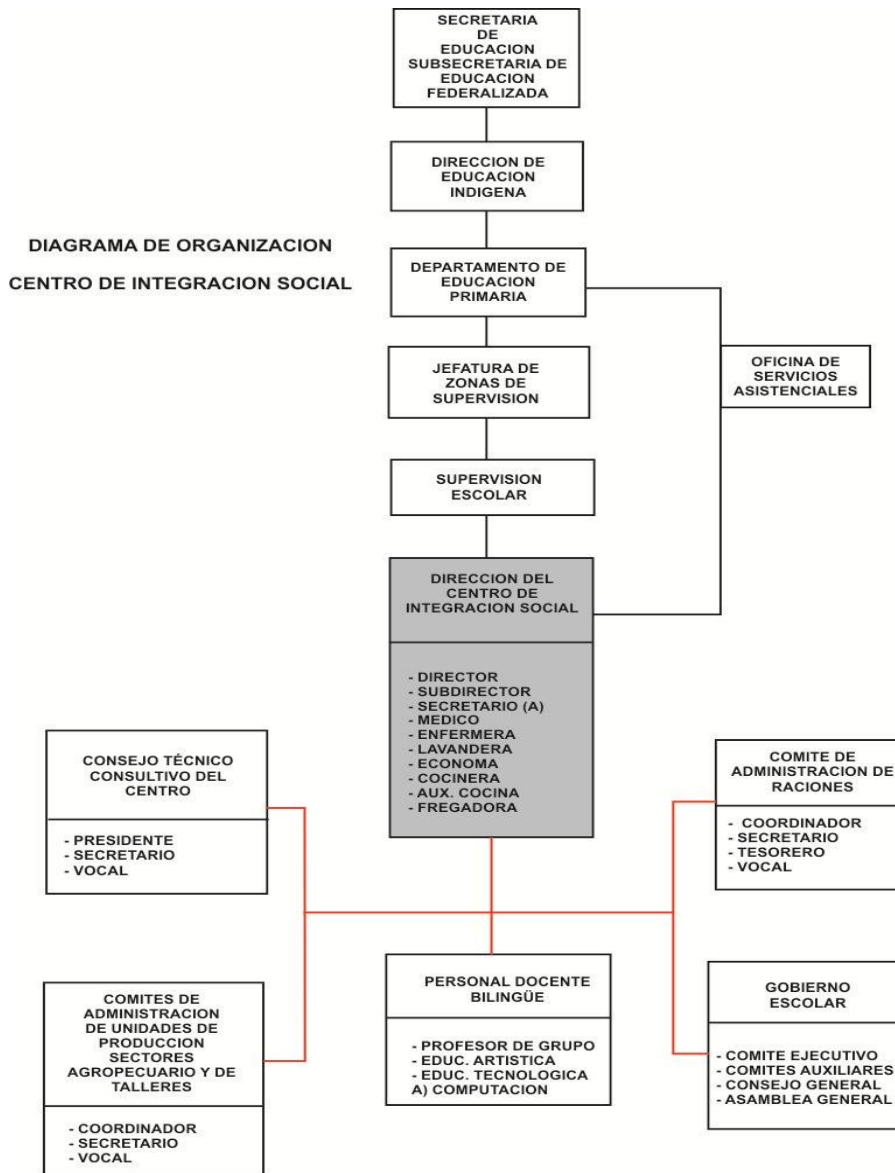 SECRETARIA
DE
EDUCACION
SUBSECRETARIA DE
EDUCACION
FEDERALIZADA
DIRECCION DE
EDUCACION
INDIGENA
DIAGRAMA DE ORGANIZACION
CENTRO DE INTEGRACION SOCIAL
DEPARTAMENTO DE
EDUCACION
PRIMARIA
JEFATURA DE
ZONAS DE
SUPERVISION
OFICINA DE
SERVICIOS
ASISTENCIALES
SUPERVISION
ESCOLAR
DIRECCION DEL
CENTRO DE
INTEGRACION SOCIAL
- DIRECTOR
- SUBDIRECTOR
- SECRETARIO (A)
- MEDICO
- ENFERMERA
- LAVANDERA
- ECONOMA
- COCINERA
- AUX. COCINA
- FREGADORA
CONSEJO TÉCNICO
CONSULTIVO DEL
CENTRO
- PRESIDENTE
- SECRETARIO
- VOCAL
COMITE DE
ADMINISTRACION DE
RACIONES
- COORDINADOR
- SECRETARIO
- TESORERO
- VOCAL
COMITES DE
ADMINISTRACION
DE UNIDADES DE
PRODUCCION
SECTORES
AGROPECUARIO Y DE
TALLERES
- COORDINADOR
- SECRETARIO
- VOCAL
PERSONAL DOCENTE
BILINGÜE
- PROFESOR DE GRUPO
- EDUC. ARTISTICA
- EDUC. TECNOLOGICA
A) COMPUTACION
GOBIERNO
ESCOLAR
- COMITE EJECUTIVO
- COMITES AUXILIARES
- CONSEJO GENERAL
- ASAMBLEA GENERAL